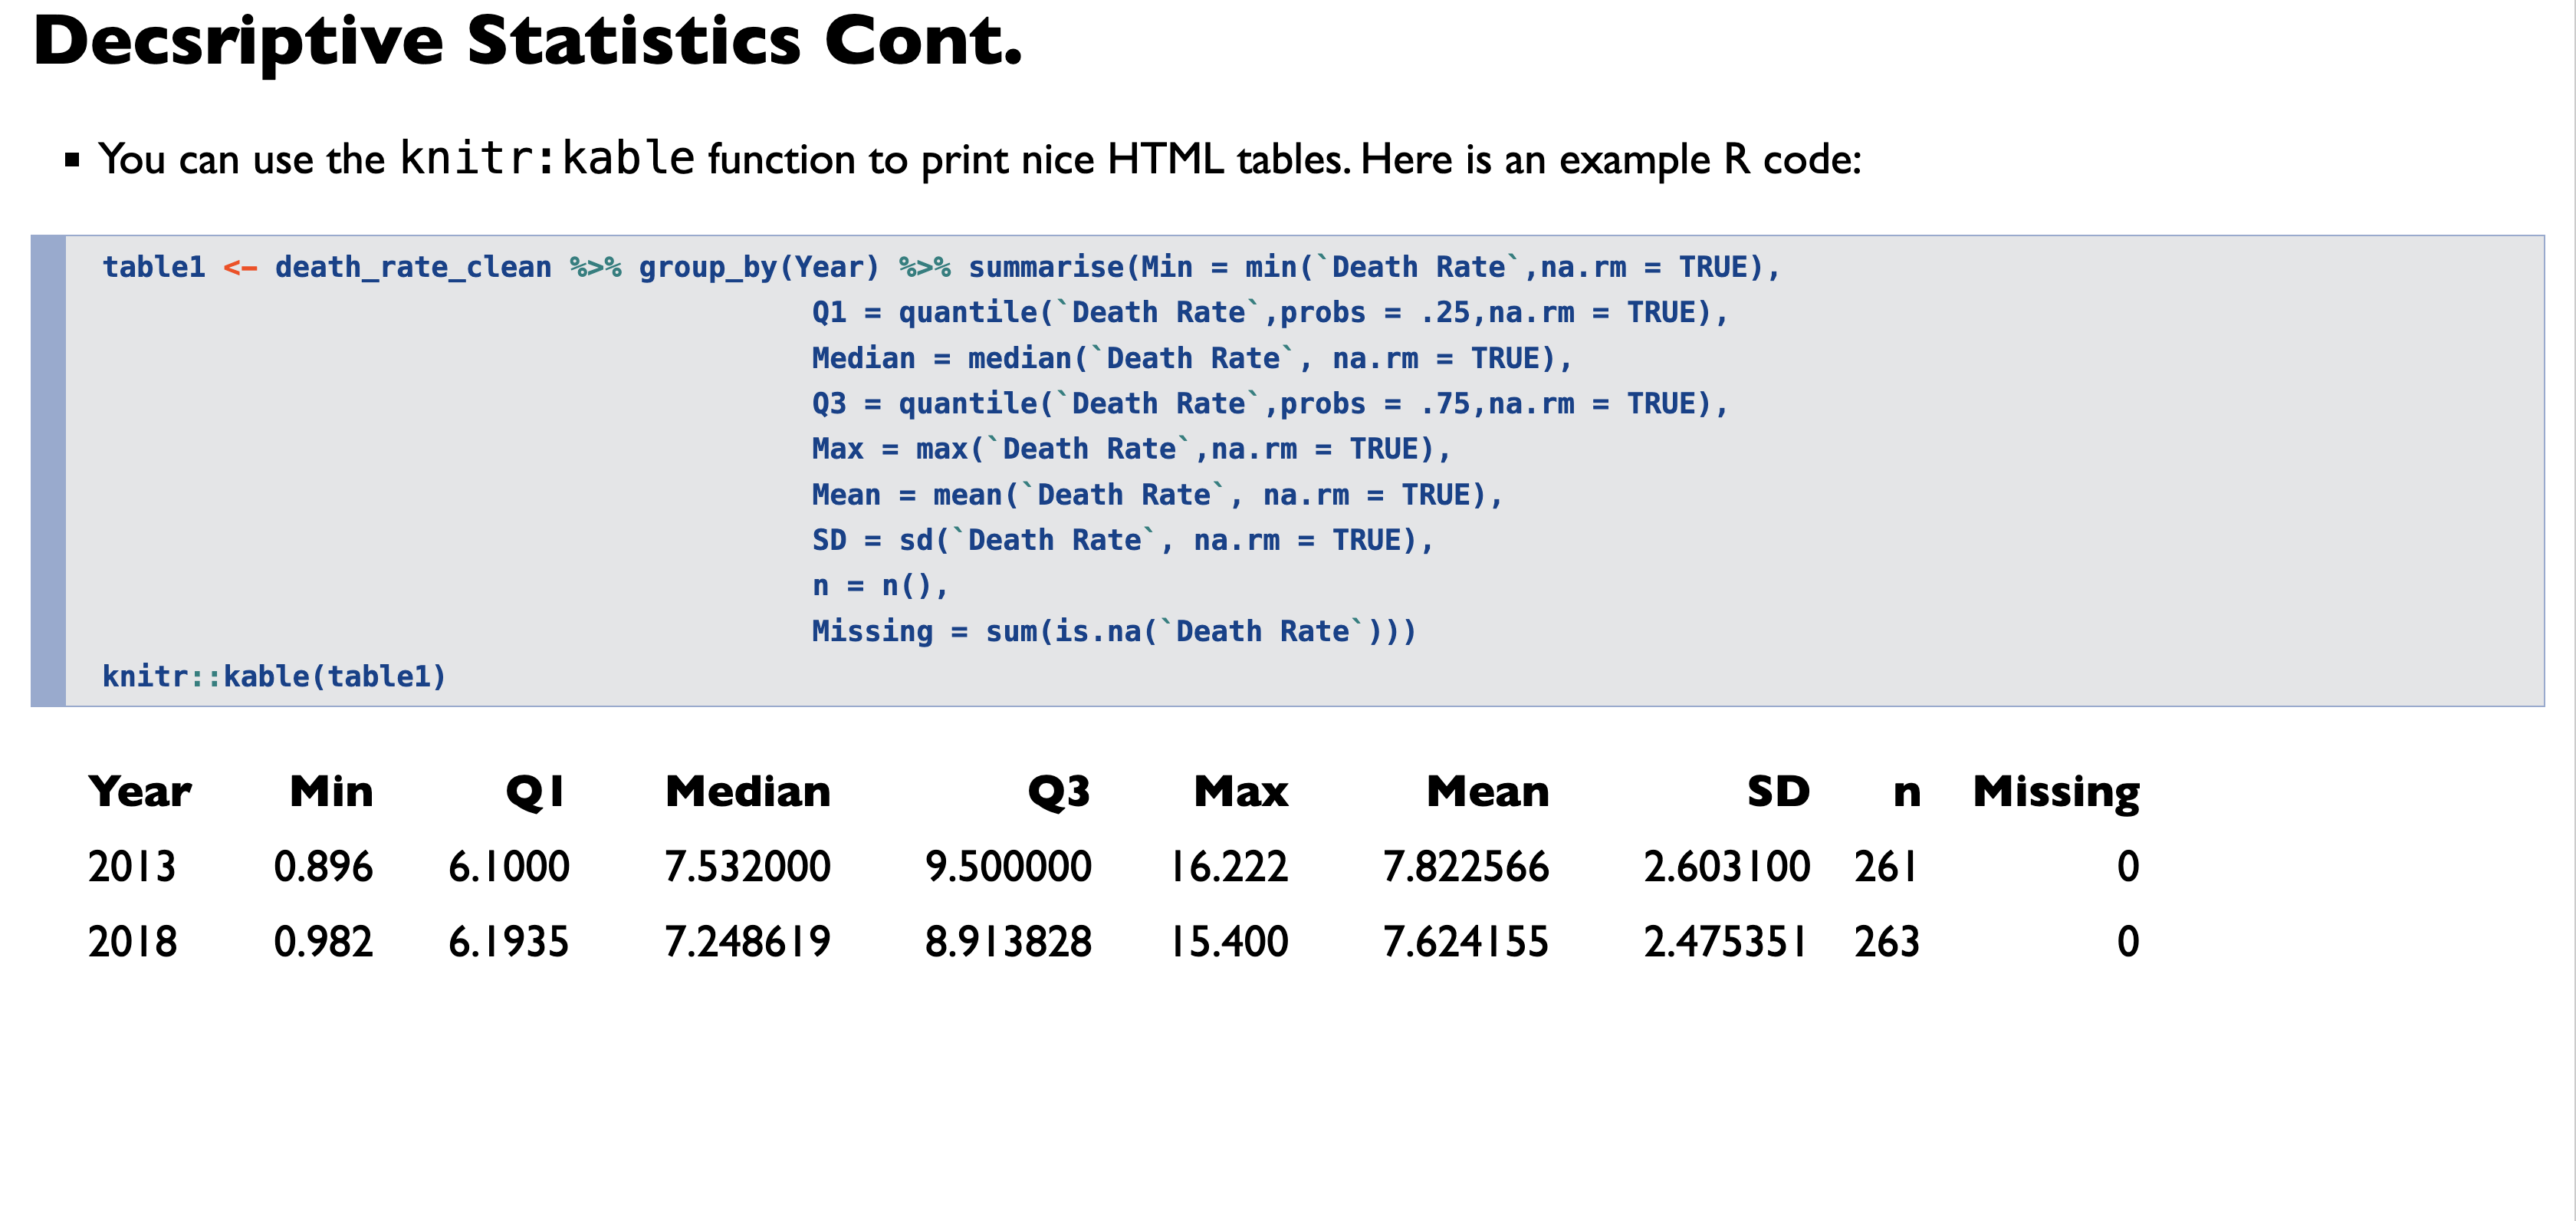 Decsriptive Statistics Cont.
▪ You can use the knitr:kable function to print nice HTML tables. Here is an example R code:
table1 <- death_rate_clean %>% group_by(Year) %>% summarise(Min = min(`Death Rate`,na.rm = TRUE),
Q1 = quantile(`Death Rate`,probs = .25,na.rm = TRUE),
Median = median(`Death Rate`, na.rm = TRUE),
Q3 = quantile(`Death Rate`,probs = .75,na.rm = TRUE),
Max = max(`Death Rate`,na.rm = TRUE),
Mean = mean(`Death Rate`, na.rm = TRUE),
SD = sd(`Death Rate`, na.rm = TRUE),
n = n(),
Missing = sum(is.na(`Death Rate`)))
knitr::kable(table1)
Year Min Q1 Median Q3 Max Mean SD n Missing
2013 0.896 6.1000 7.532000 9.500000 16.222 7.822566 2.603100 261 0
2018 0.982 6.1935 7.248619 8.913828 15.400 7.624155 2.475351 263 0